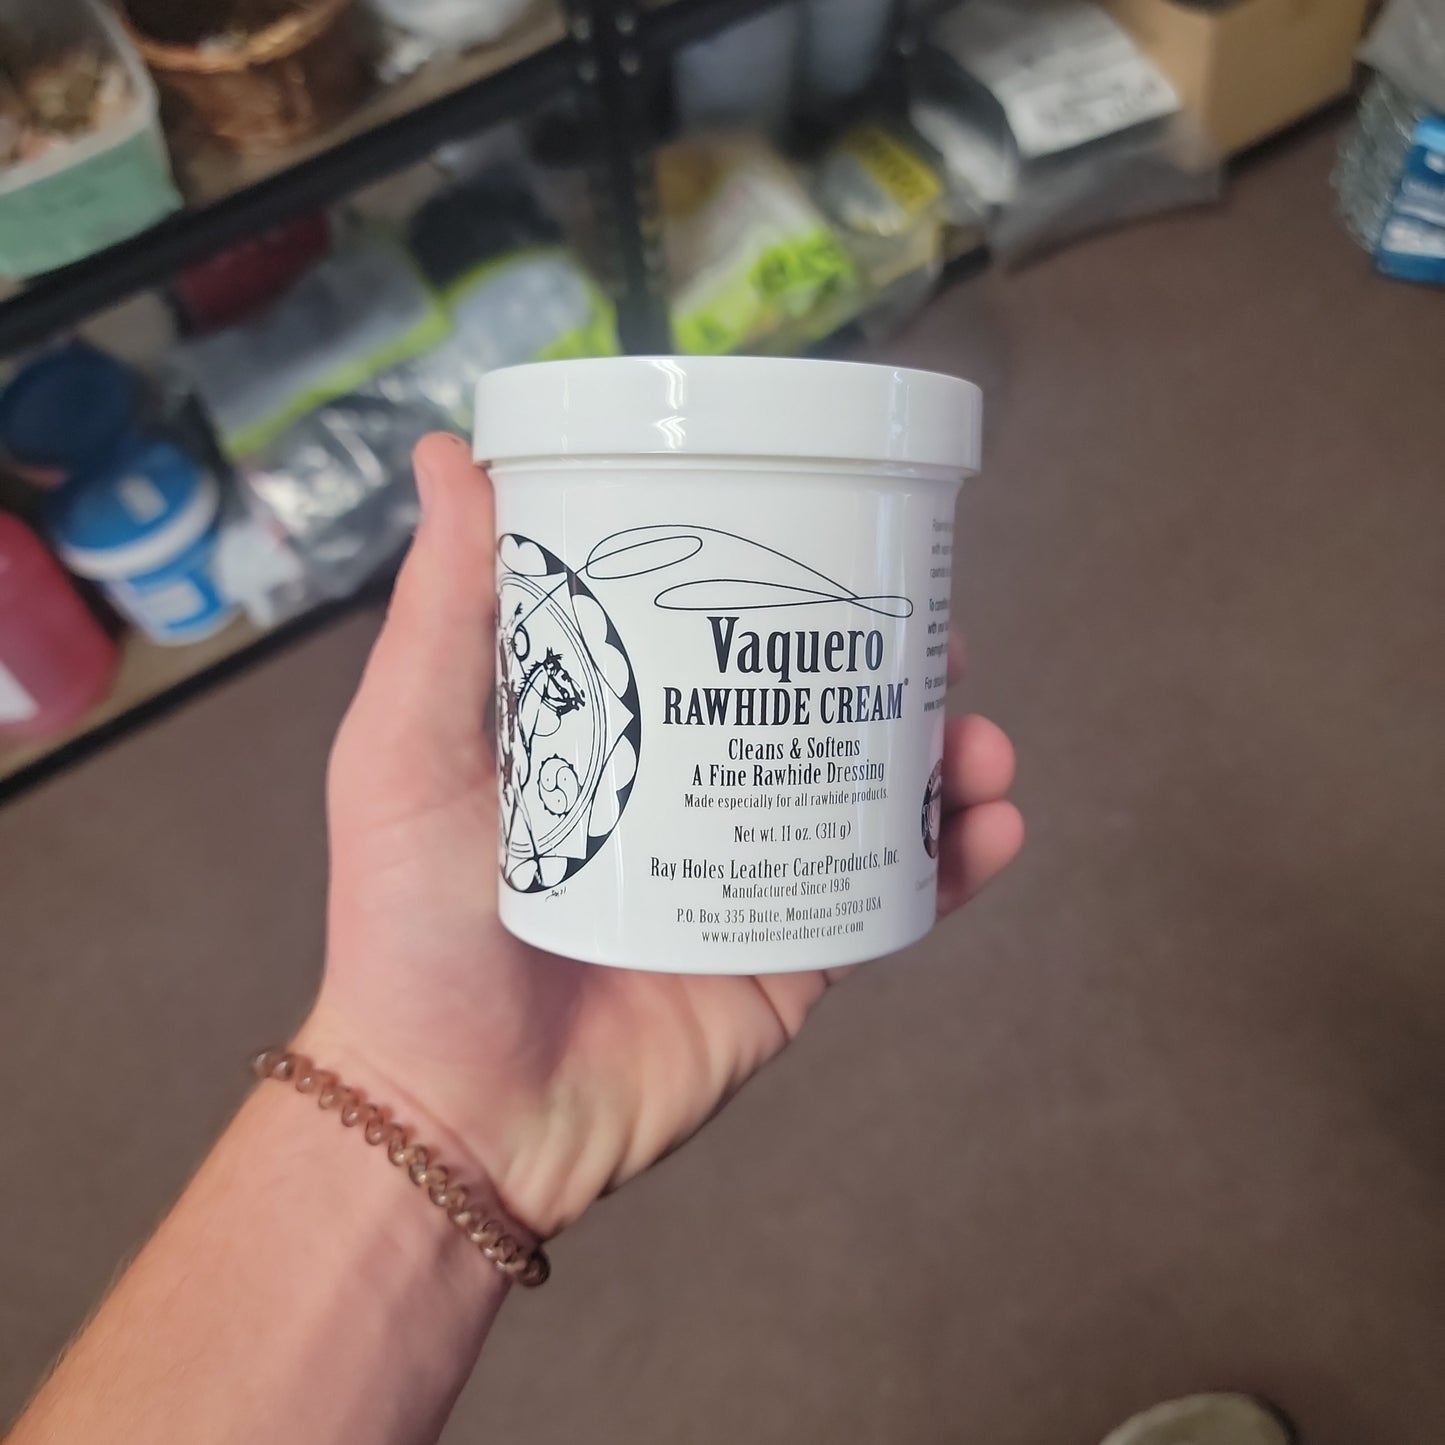 Vaquero
RAWHIDE CREAM®
Cleans & Softens
A Fine Rawhide Dressing
Made especially for all rawhide products.
Net wt. 11 oz. (311 g)
Ray Holes Leather CareProducts, Inc.
Manufactured Since 1936
P.O. Box 335 Butte, Montana 59703 USA
www.rayholesleathercare.com